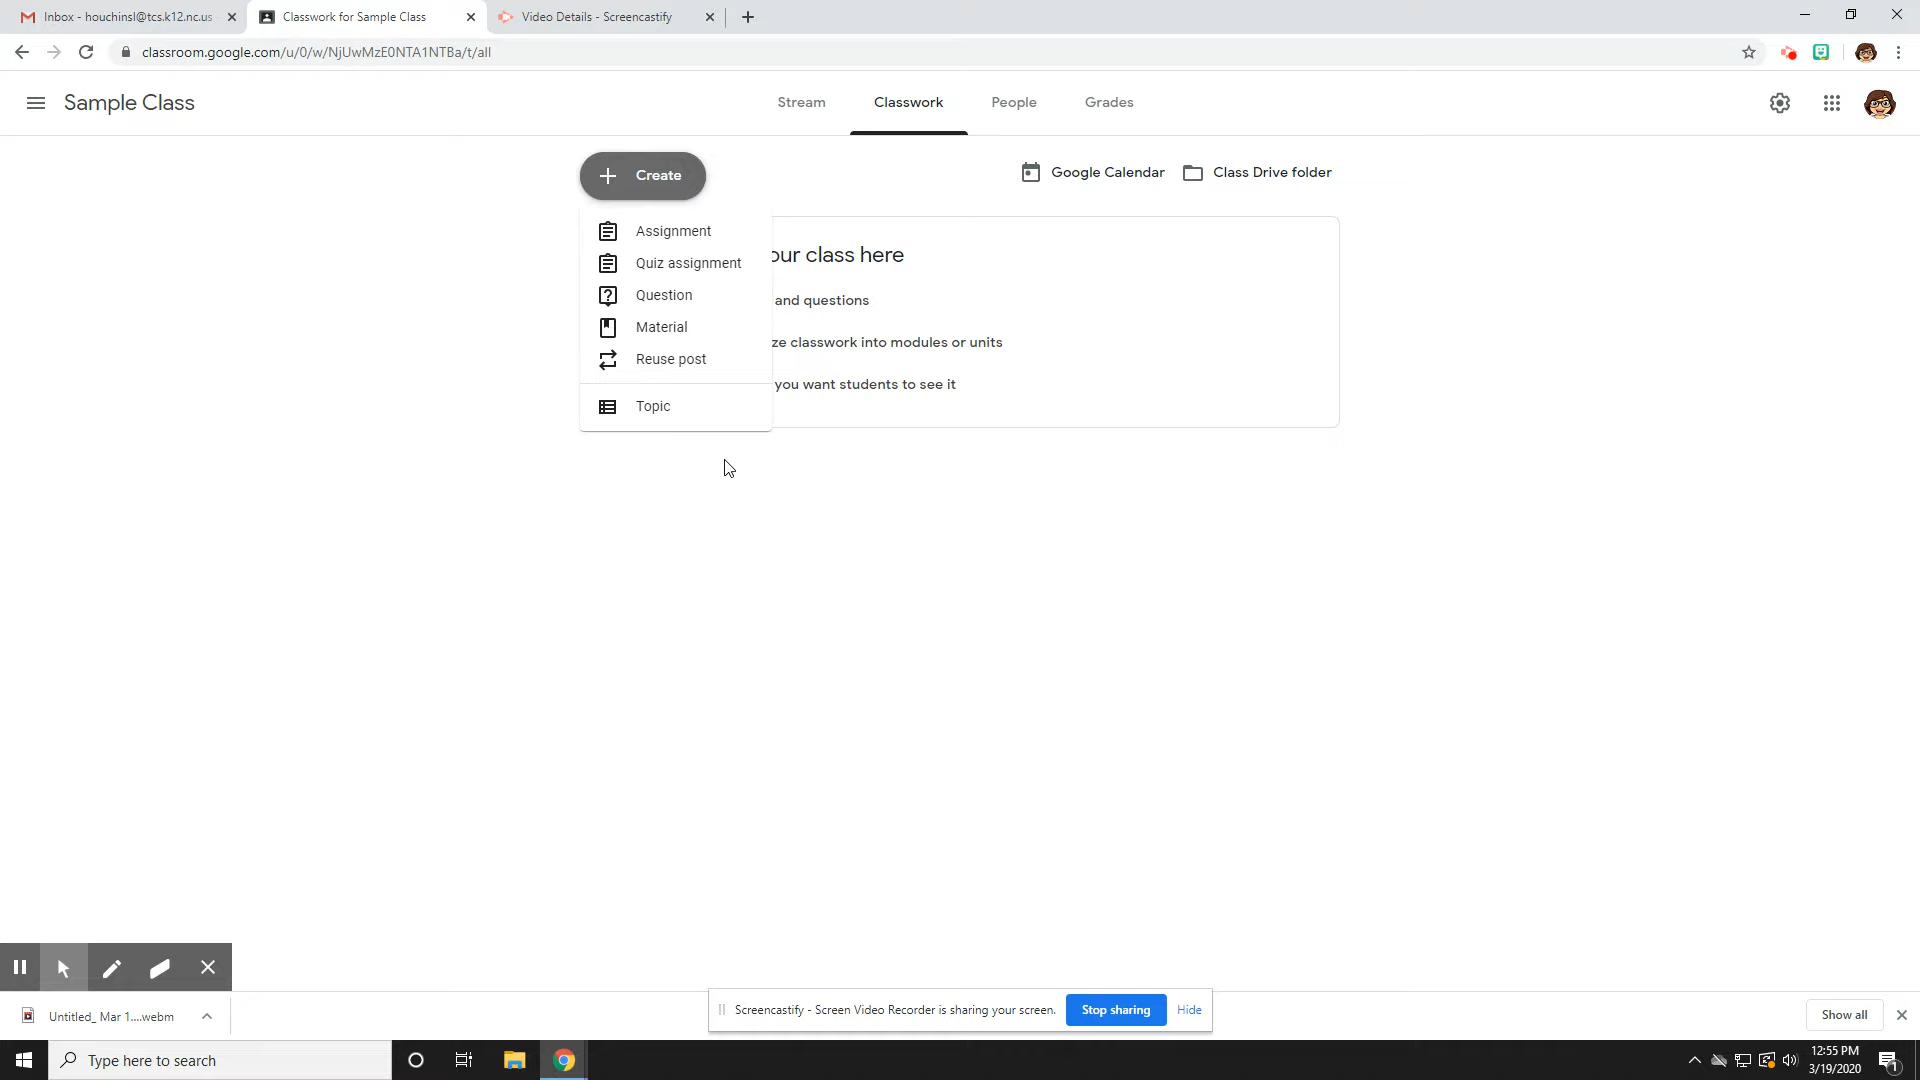 Inbox - houchinsl@tcs.k12.nc.us
Classwork for Sample Class
Video Details - Screencastify
classroom.google.com/u/0/w/NjUwMzE0NTA1NTBa/t/all
Sample Class
Stream
Classwork
People
Grades
Create
Google Calendar
Class Drive folder
Assignment
Quiz assignment
Question
Material
Reuse post
Topic
our class here
and questions
ze classwork into modules or units
you want students to see it
Screencastify - Screen Video Recorder is sharing your screen.
Stop sharing
Hide
Untitled_ Mar 1....webm
Show all
Type here to search
12:55 PM
3/19/2020
1